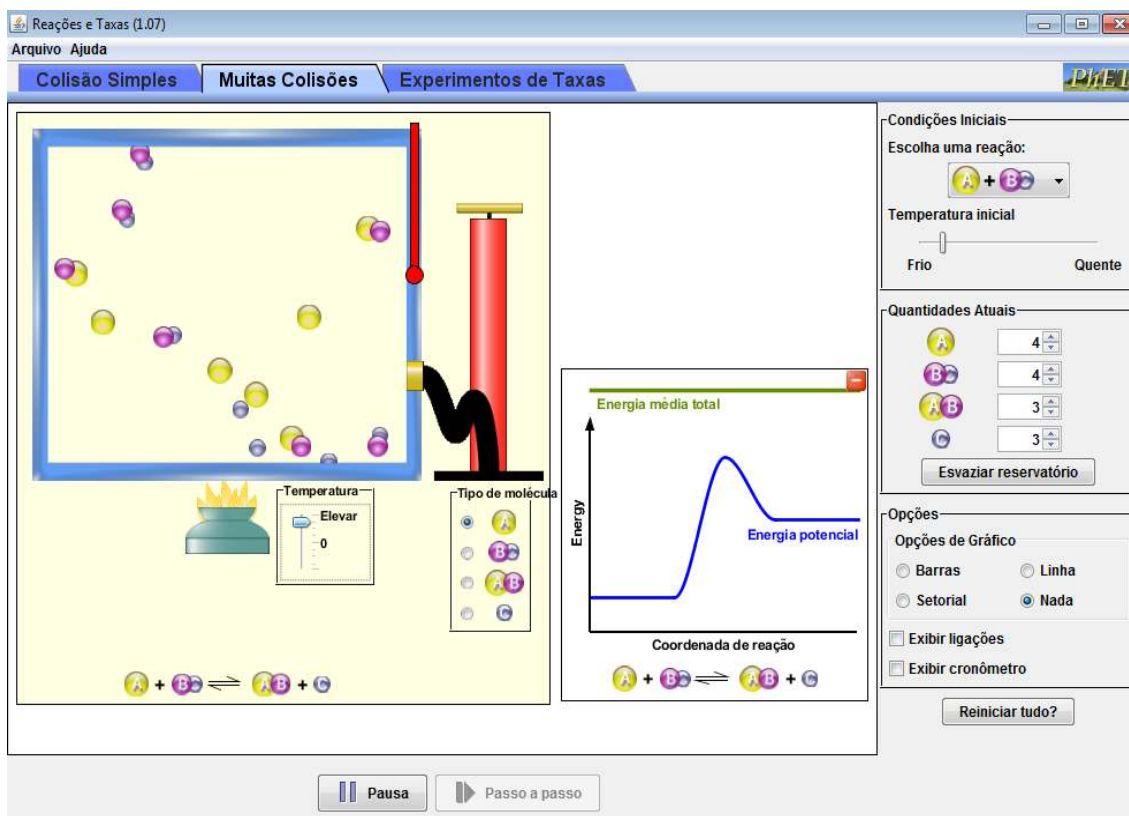 Reações e Taxas (1.07)
Arquivo Ajuda
Colisão Simples
Muitas Colisões
Experimentos de Taxas
PhET
Condições Iniciais
Escolha uma reação:
A + BC
Temperatura inicial
Frio
Quente
Quantidades Atuais
A 4
BC 4
AB 3
C 3
Esvaziar reservatório
Opções
Opções de Gráfico
Barras
Linha
Setorial
Nada
Exibir ligações
Exibir cronômetro
Reiniciar tudo?
Temperatura
Elevar
0
Tipo de molécula
A
BC
AB
C
A + BC ⇌ AB + C
Energia média total
Energy
Energia potencial
Coordenada de reação
A + BC ⇌ AB + C
Pausa
Passo a passo